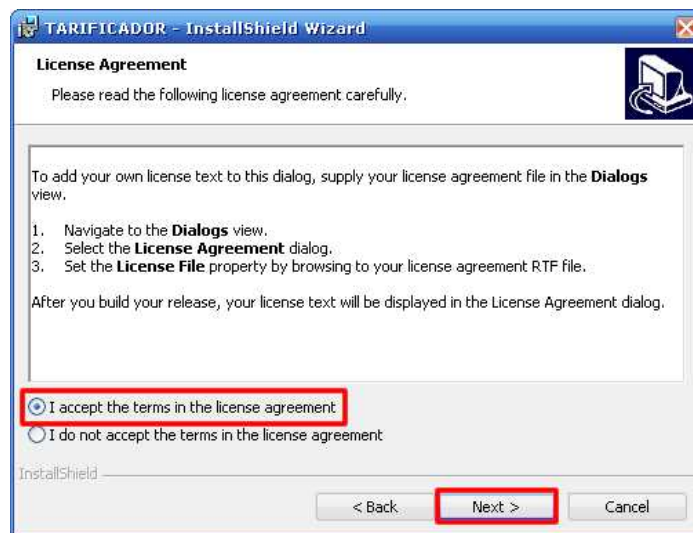 TARIFICADOR - InstallShield Wizard
License Agreement
Please read the following license agreement carefully.
To add your own license text to this dialog, supply your license agreement file in the Dialogs
view.
1. Navigate to the Dialogs view.
2. Select the License Agreement dialog.
3. Set the License File property by browsing to your license agreement RTF file.
After you build your release, your license text will be displayed in the License Agreement dialog.
I accept the terms in the license agreement
I do not accept the terms in the license agreement
InstallShield
< Back Next > Cancel